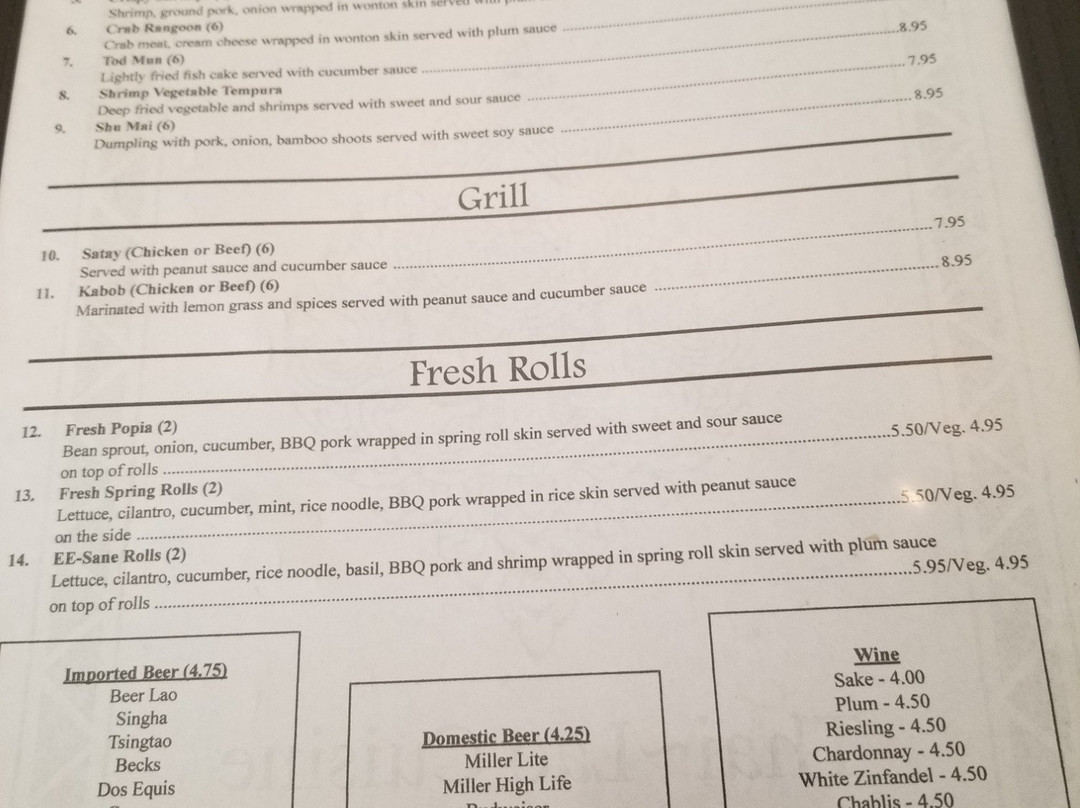 Shrimp, ground pork, onion wrapped in wonton skin served
6. Crab Rangoon (6)
Crab meat, cream cheese wrapped in wonton skin served with plum sauce
7. Tod Mun (6)
Lightly fried fish cake served with cucumber sauce ........ 8.95
8. Shrimp Vegetable Tempura
Deep fried vegetable and shrimps served with sweet and sour sauce ........ 7.95
9. Shu Mai (6)
Dumpling with pork, onion, bamboo shoots served with sweet soy sauce ........ 8.95
Grill
10. Satay (Chicken or Beef) (6)
Served with peanut sauce and cucumber sauce ........ 7.95
11. Kabob (Chicken or Beef) (6)
Marinated with lemon grass and spices served with peanut sauce and cucumber sauce ........ 8.95
Fresh Rolls
12. Fresh Popia (2)
Bean sprout, onion, cucumber, BBQ pork wrapped in spring roll skin served with sweet and sour sauce
on top of rolls ........ 5.50/Veg. 4.95
13. Fresh Spring Rolls (2)
Lettuce, cilantro, cucumber, mint, rice noodle, BBQ pork wrapped in rice skin served with peanut sauce
on the side ........ 5.50/Veg. 4.95
14. EE-Sane Rolls (2)
Lettuce, cilantro, cucumber, rice noodle, basil, BBQ pork and shrimp wrapped in spring roll skin served with plum sauce
on top of rolls ........ 5.95/Veg. 4.95
Imported Beer (4.75)
Beer Lao
Singha
Tsingtao
Becks
Dos Equis
Domestic Beer (4.25)
Miller Lite
Miller High Life
Wine
Sake - 4.00
Plum - 4.50
Riesling - 4.50
Chardonnay - 4.50
White Zinfandel - 4.50
Chablis - 4.50